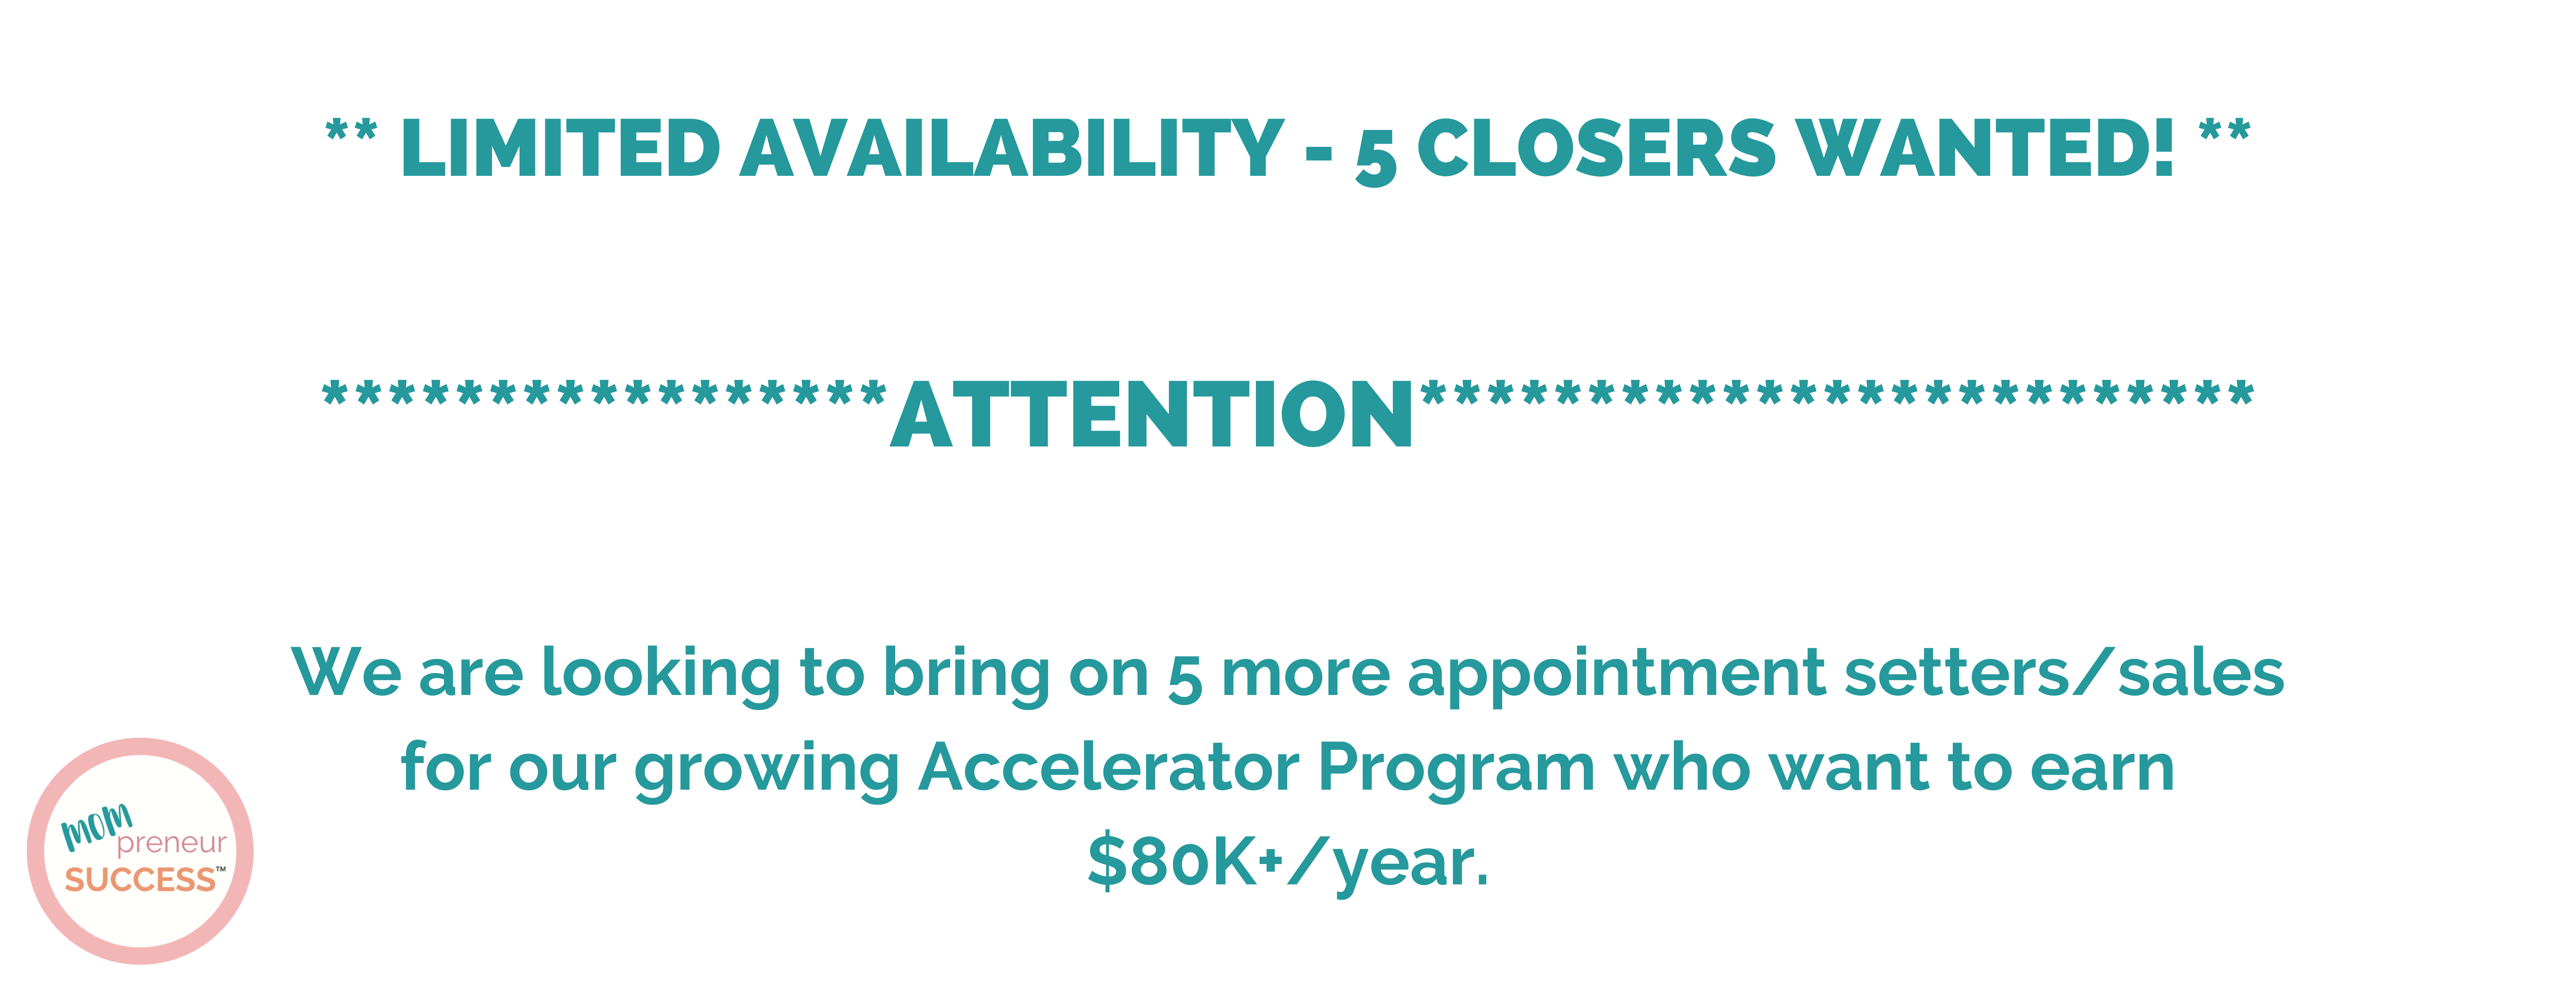 ** LIMITED AVAILABILITY - 5 CLOSERS WANTED! **
*****************ATTENTION*************************
We are looking to bring on 5 more appointment setters/sales
for our growing Accelerator Program who want to earn
$80K+/year.
mom
preneur
SUCCESS™